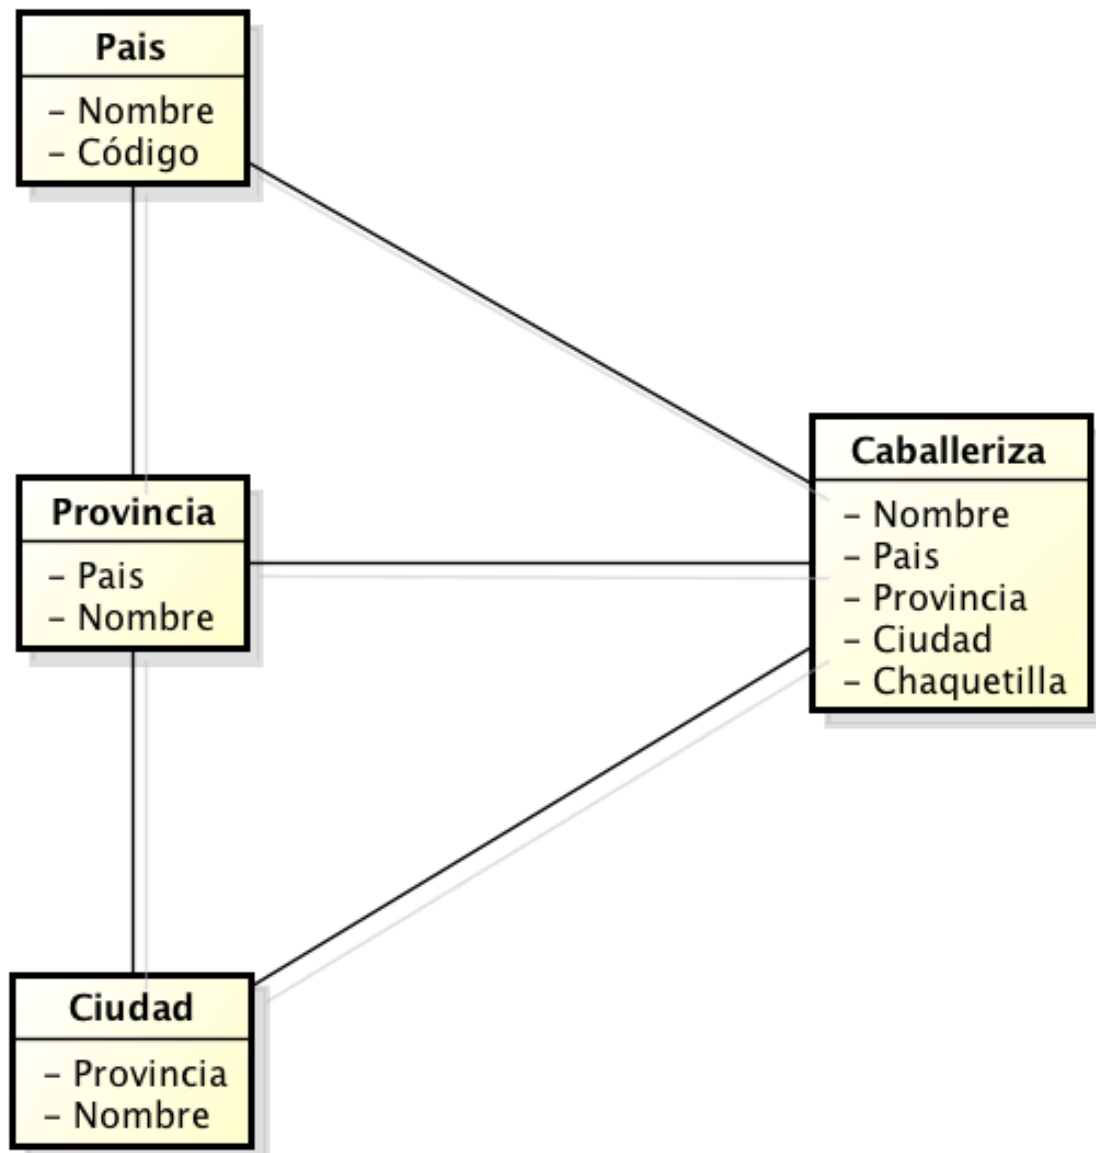 Pais
– Nombre
– Código
Provincia
– Pais
– Nombre
Caballeriza
– Nombre
– Pais
– Provincia
– Ciudad
– Chaquetilla
Ciudad
– Provincia
– Nombre